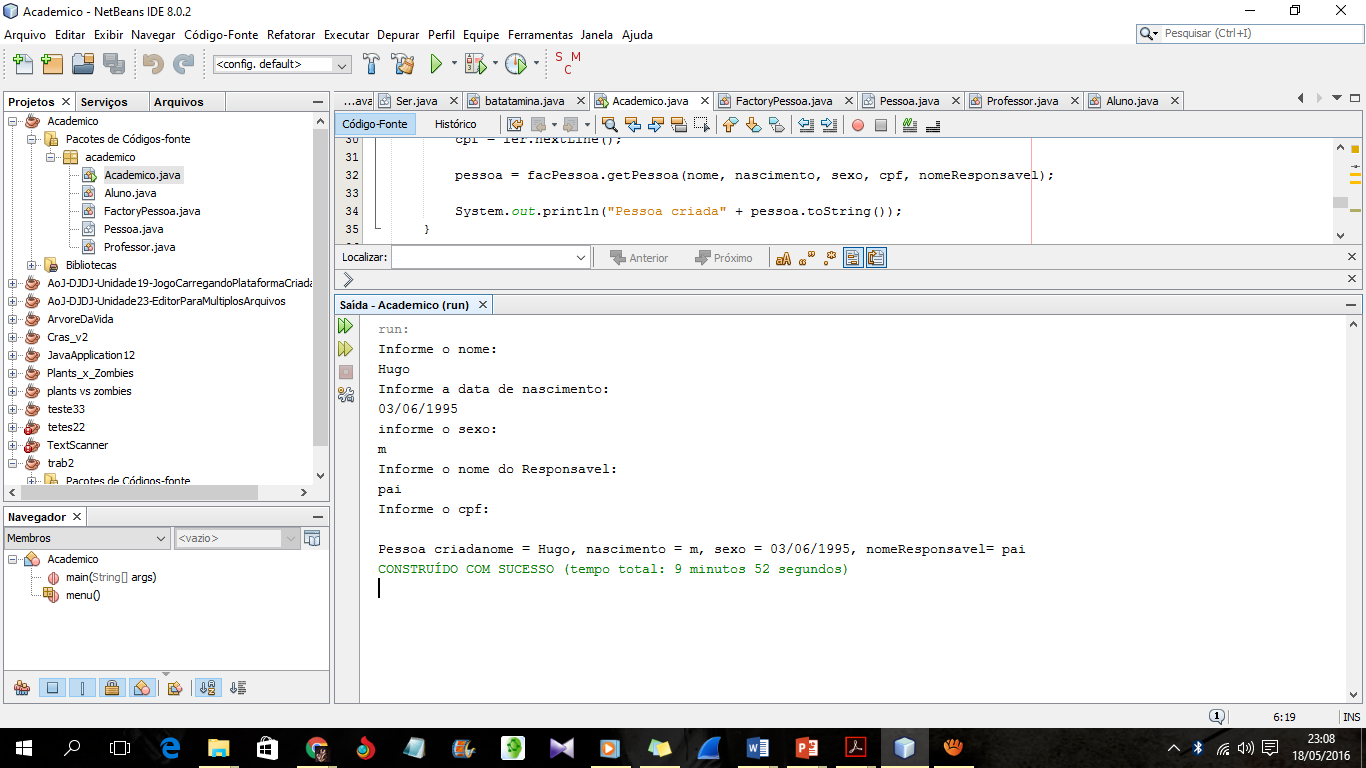 Academico - NetBeans IDE 8.0.2
Arquivo Editar Exibir Navegar Código-Fonte Refatorar Executar Depurar Perfil Equipe Ferramentas Janela Ajuda
Pesquisar (Ctrl+I)
<config. default>
S M
C
Projetos Serviços Arquivos
Academico
Pacotes de Códigos-fonte
academico
Academico.java
Aluno.java
FactoryPessoa.java
Pessoa.java
Professor.java
Bibliotecas
AoJ-DJDJ-Unidade19-JogoCarregandoPlataformaCriada
AoJ-DJDJ-Unidade23-EditorParaMultiplosArquivos
ArvoreDaVida
Cras_v2
JavaApplication12
Plants_x_Zombies
plants vs zombies
teste33
tetes22
TextScanner
trab2
Pacotes de Códigos-fonte
Navegador
Membros <vazio>
Academico
main(String[] args)
menu()
...ava Ser.java batatamina.java Academico.java FactoryPessoa.java Pessoa.java Professor.java Aluno.java
Código-Fonte Histórico
30 cpf = ler.nextLine();
31
32 pessoa = facPessoa.getPessoa(nome, nascimento, sexo, cpf, nomeResponsavel);
33
34 System.out.println("Pessoa criada" + pessoa.toString());
35 }
Localizar: Anterior Próximo
Saída - Academico (run)
run:
Informe o nome:
Hugo
Informe a data de nascimento:
03/06/1995
informe o sexo:
m
Informe o nome do Responsavel:
pai
Informe o cpf:
Pessoa criadanome = Hugo, nascimento = m, sexo = 03/06/1995, nomeResponsavel= pai
CONSTRUÍDO COM SUCESSO (tempo total: 9 minutos 52 segundos)
1 6:19 INS
23:08
18/05/2016